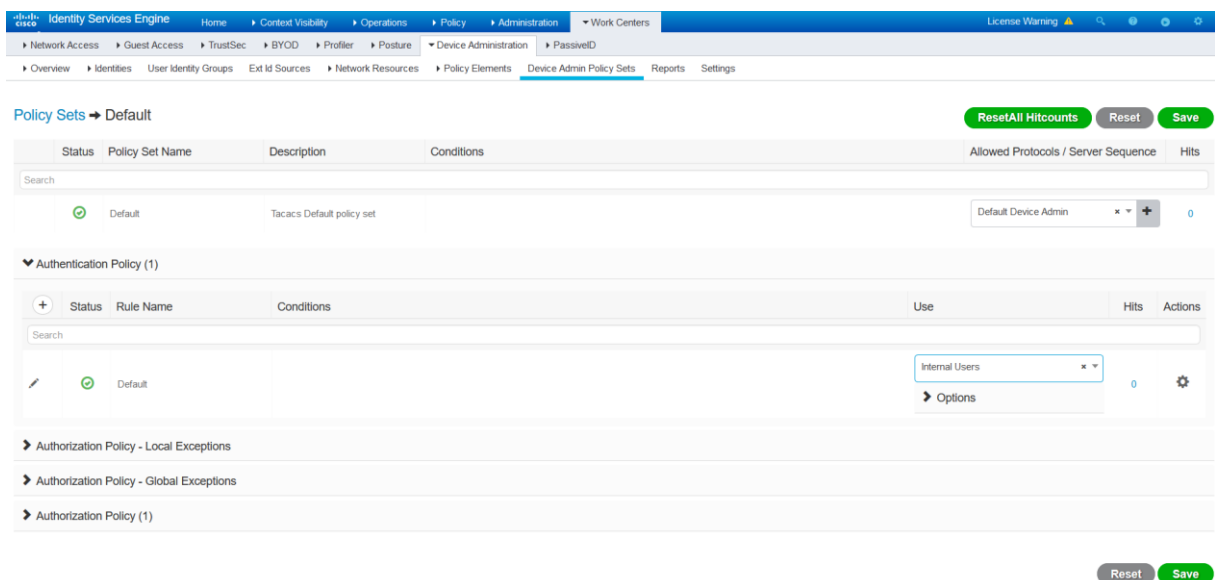 cisco Identity Services Engine Home Context Visibility Operations Policy Administration Work Centers License Warning
Network Access Guest Access TrustSec BYOD Profiler Posture Device Administration PassiveID
Overview Identities User Identity Groups Ext Id Sources Network Resources Policy Elements Device Admin Policy Sets Reports Settings
Policy Sets → Default ResetAll Hitcounts Reset Save
Status Policy Set Name Description Conditions Allowed Protocols / Server Sequence Hits
Search
Default Tacacs Default policy set Default Device Admin × + 0
Authentication Policy (1)
+ Status Rule Name Conditions Use Hits Actions
Search
Internal Users ×
Default 0
Options
Authorization Policy - Local Exceptions
Authorization Policy - Global Exceptions
Authorization Policy (1)
Reset Save